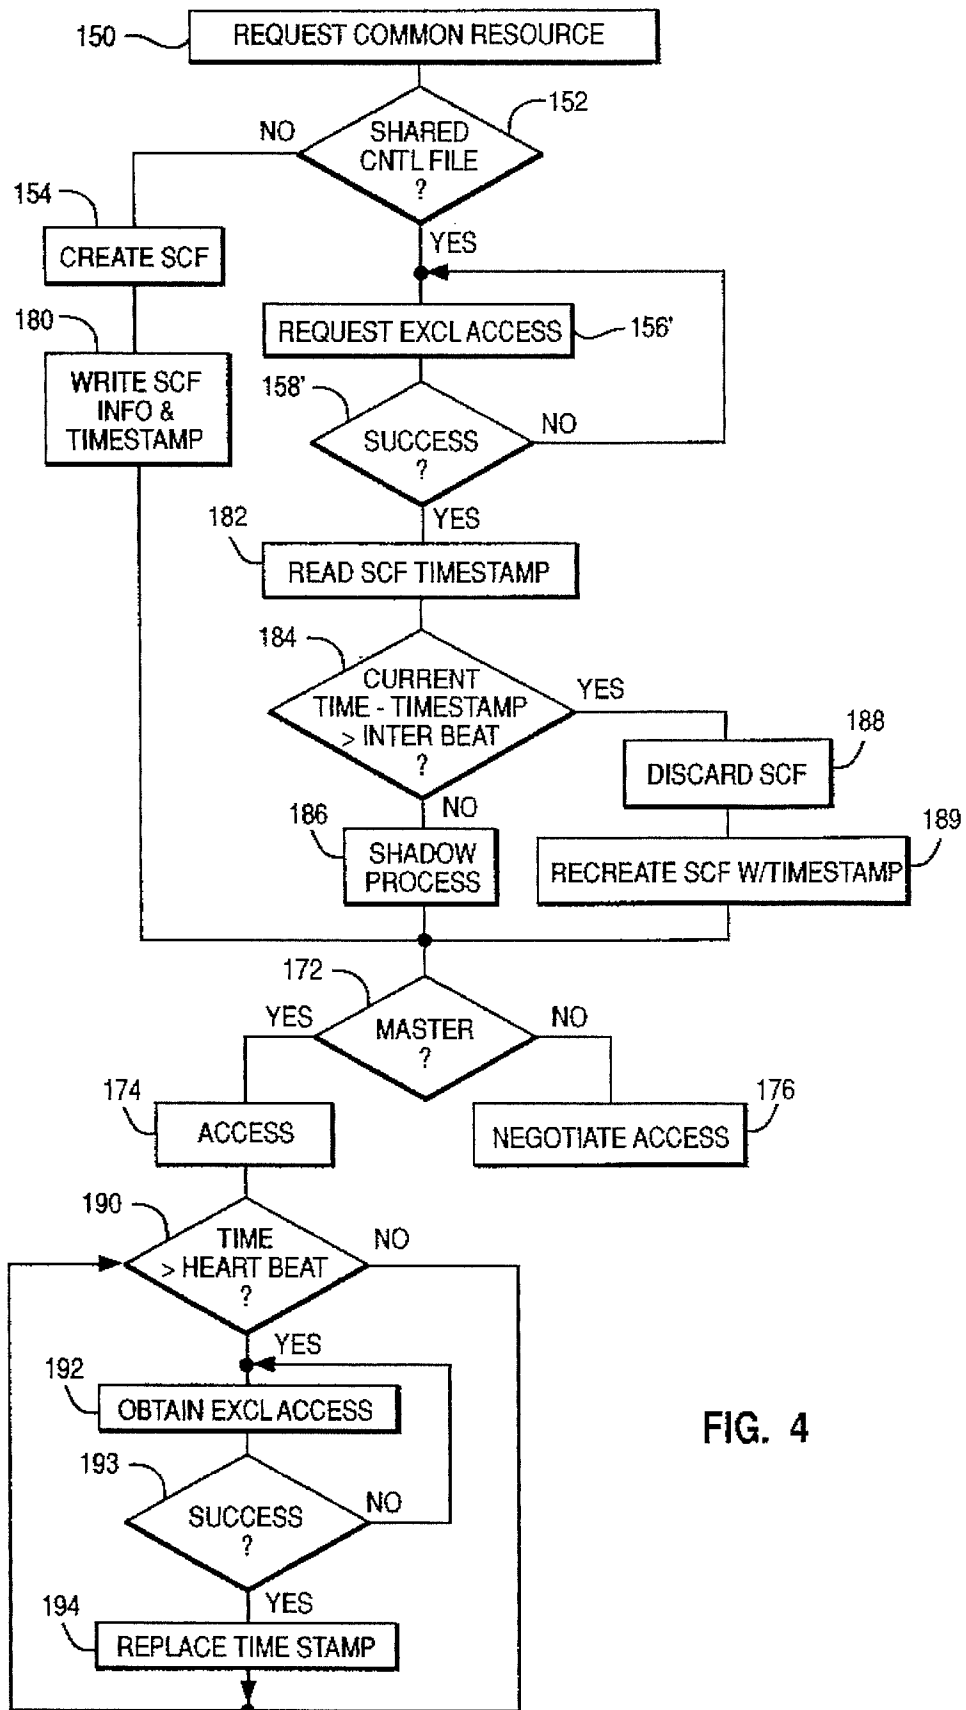 150
REQUEST COMMON RESOURCE
152
NO
SHARED
CNTL FILE
?
154
YES
CREATE SCF
180
REQUEST EXCL ACCESS
156'
WRITE SCF
INFO &
TIMESTAMP
158'
SUCCESS
?
NO
182
YES
READ SCF TIMESTAMP
184
CURRENT
TIME - TIMESTAMP
> INTER BEAT
?
YES
188
DISCARD SCF
NO
186
SHADOW
PROCESS
189
RECREATE SCF W/TIMESTAMP
172
YES
MASTER
?
NO
174
ACCESS
176
NEGOTIATE ACCESS
190
TIME
> HEART BEAT
?
NO
YES
192
OBTAIN EXCL ACCESS
FIG. 4
193
SUCCESS
?
NO
YES
194
REPLACE TIME STAMP